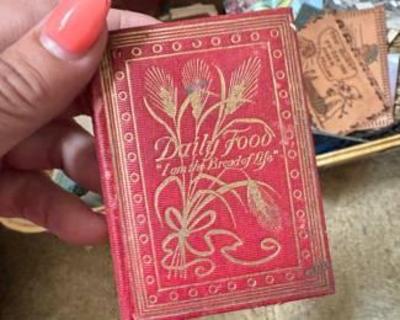 Daily Food
"I am the Bread of life"